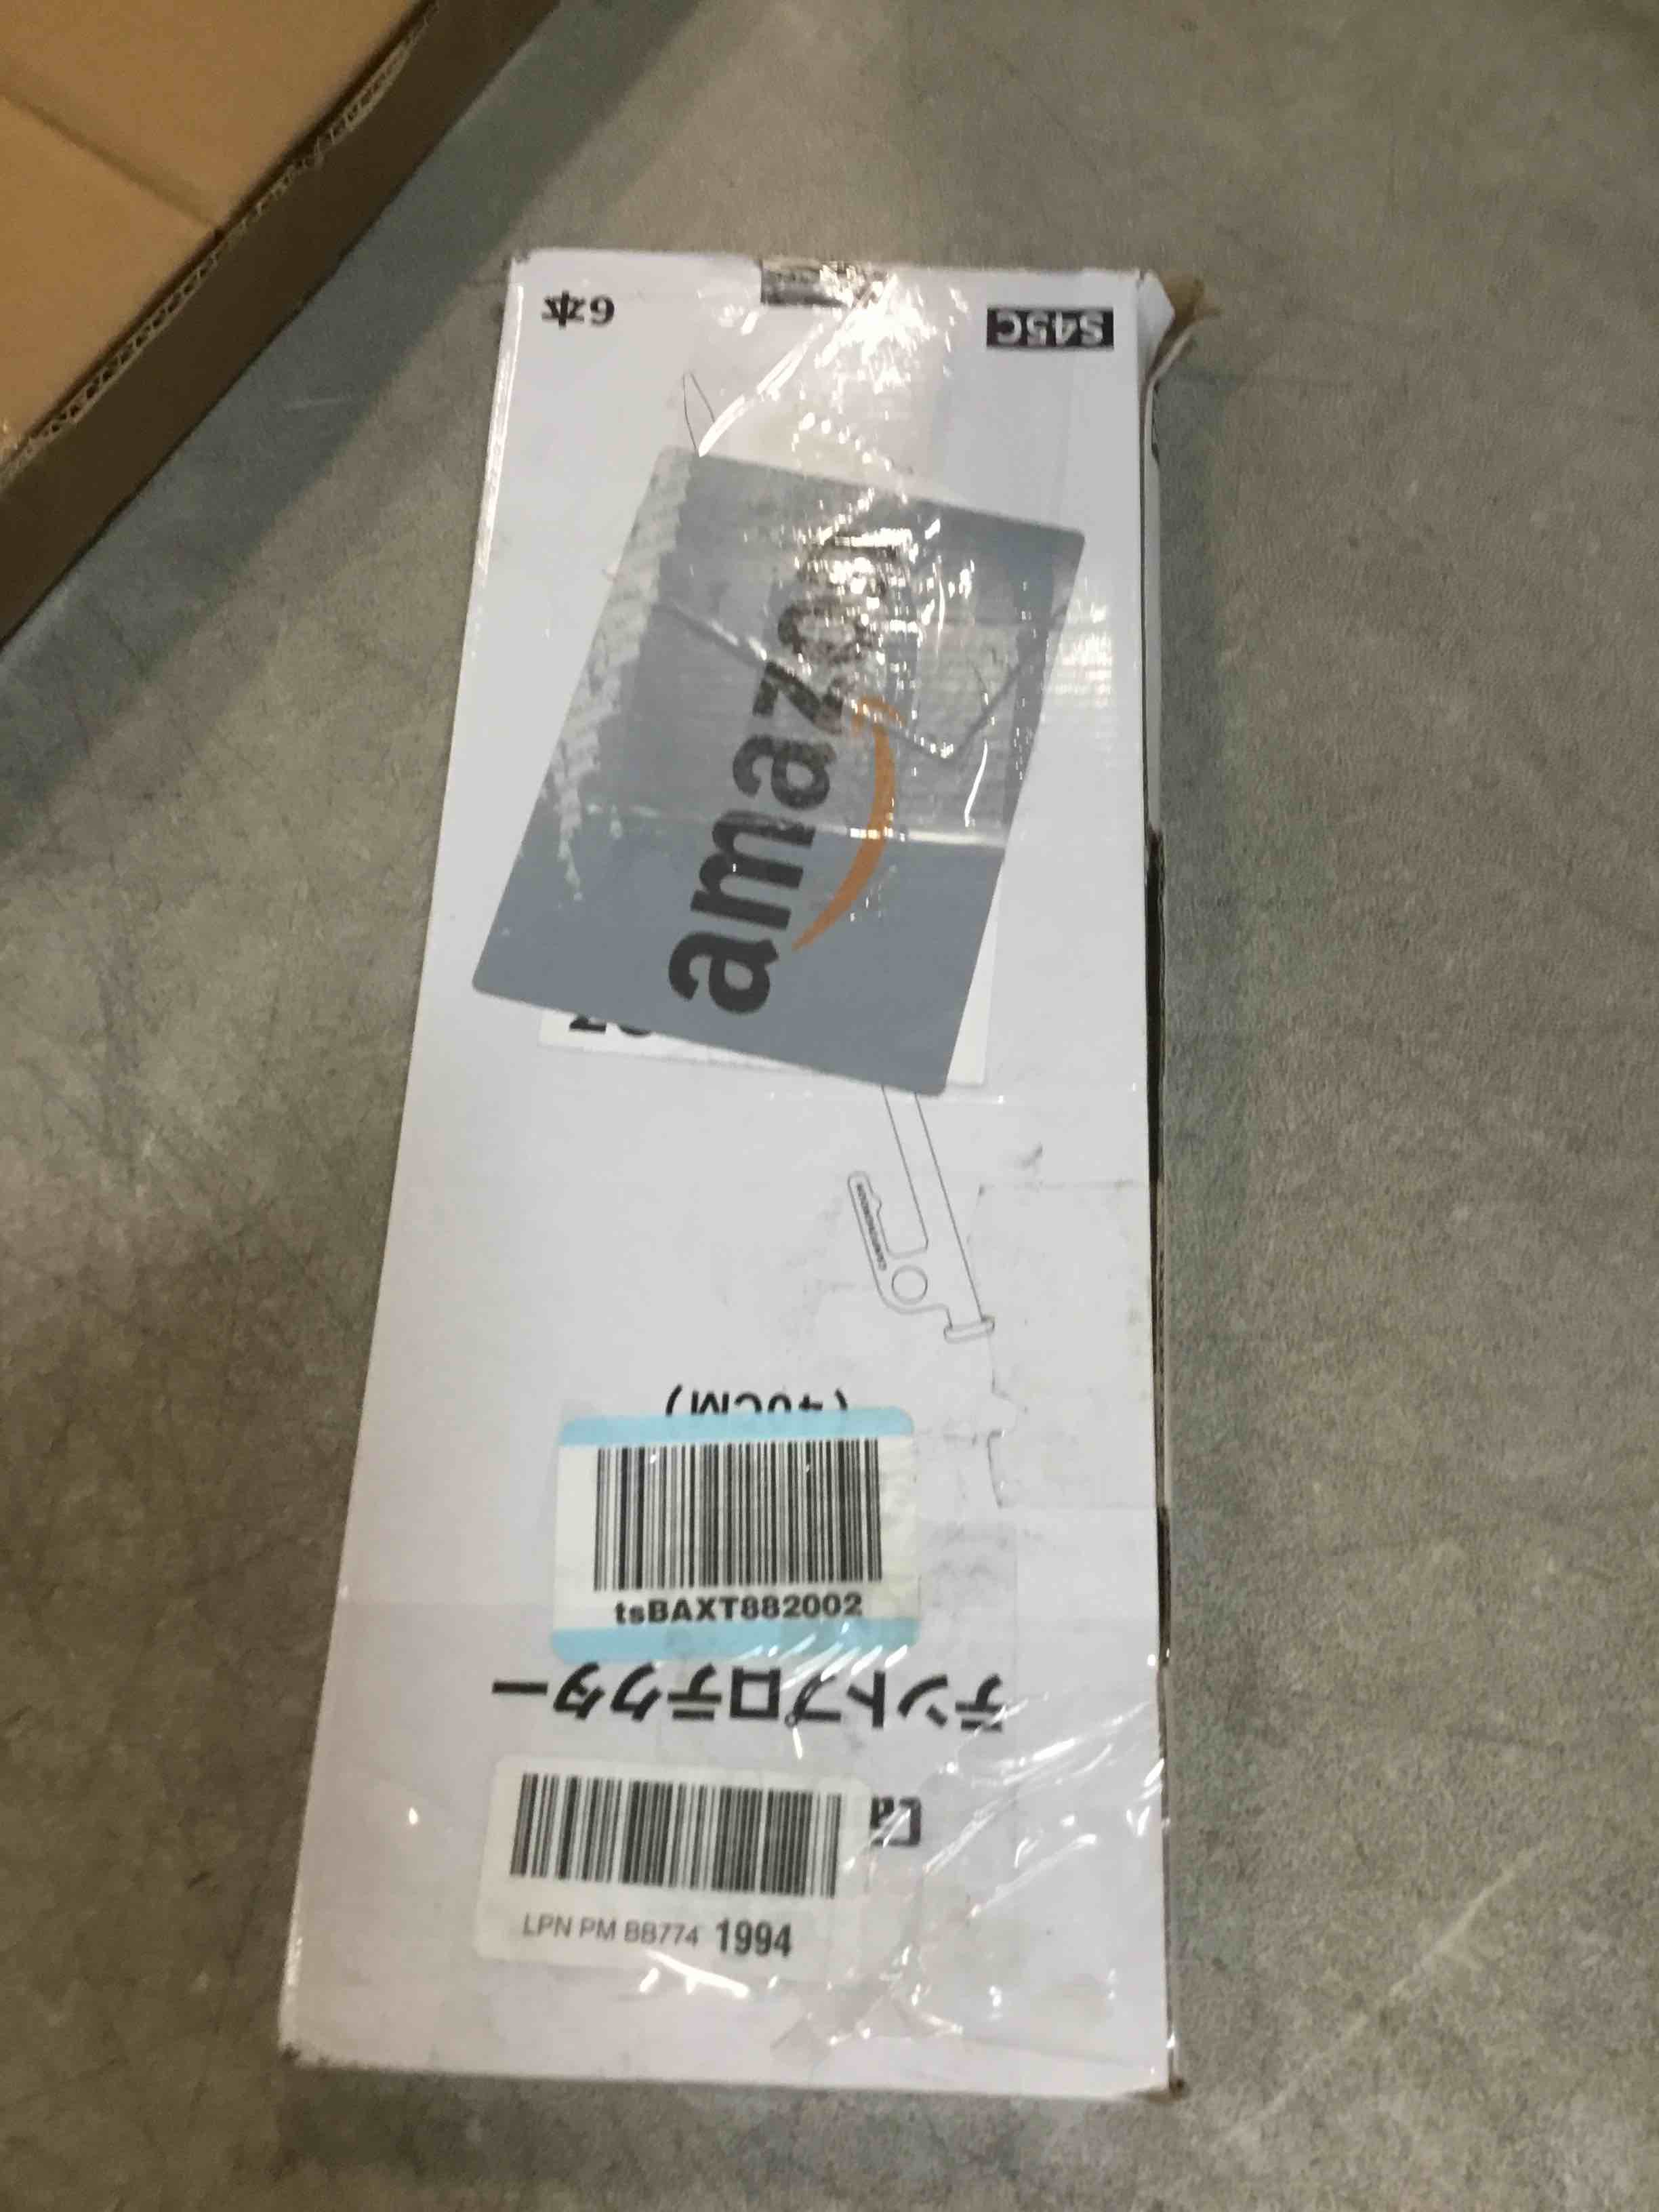 6本
S45C
amazon
(40CM)
tsBAXT882002
テントプロテクター
LPN PM BB774 1994